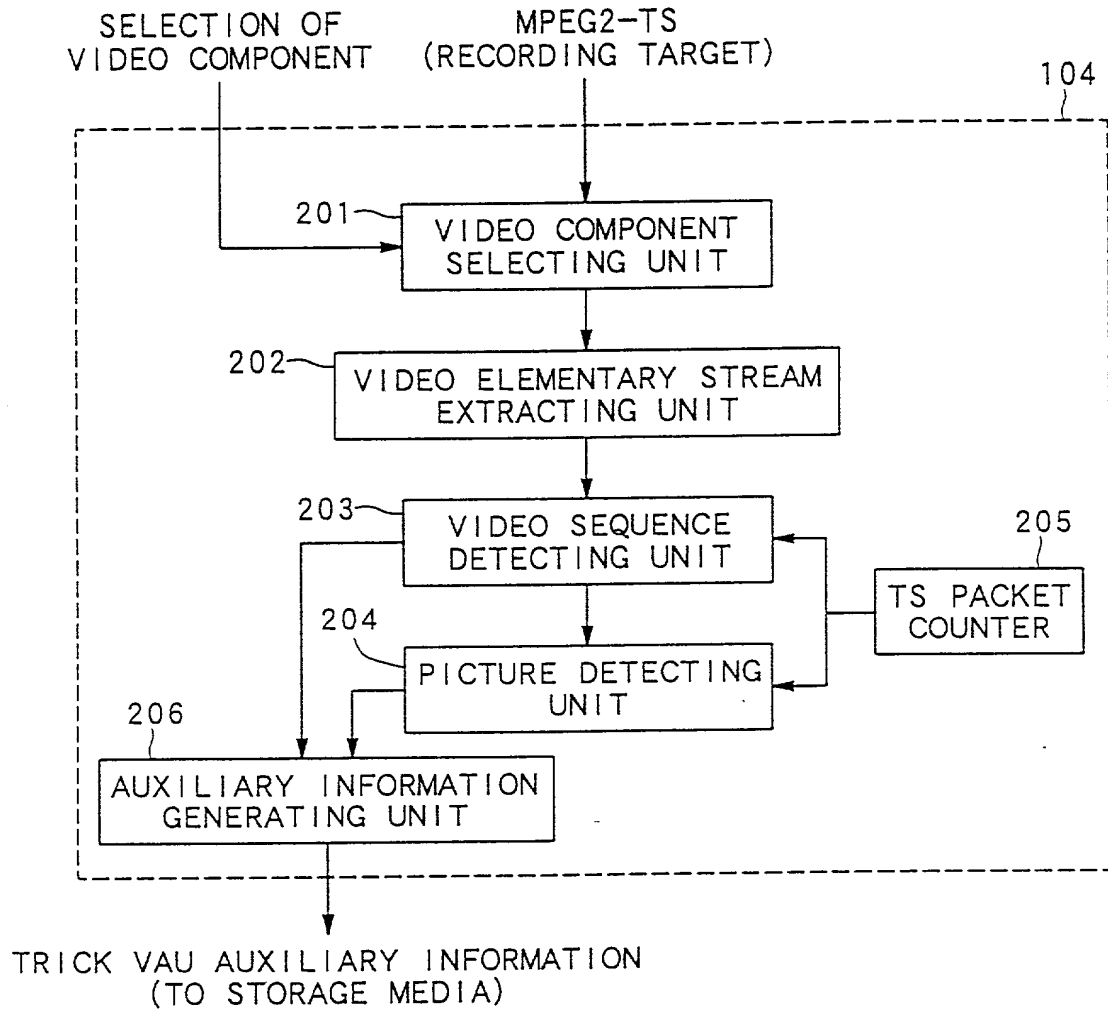 SELECTION OF
VIDEO COMPONENT
MPEG2-TS
(RECORDING TARGET)
104
201
VIDEO COMPONENT
SELECTING UNIT
202
VIDEO ELEMENTARY STREAM
EXTRACTING UNIT
203
VIDEO SEQUENCE
DETECTING UNIT
205
TS PACKET
COUNTER
204
PICTURE DETECTING
UNIT
206
AUXILIARY INFORMATION
GENERATING UNIT
TRICK VAU AUXILIARY INFORMATION
(TO STORAGE MEDIA)